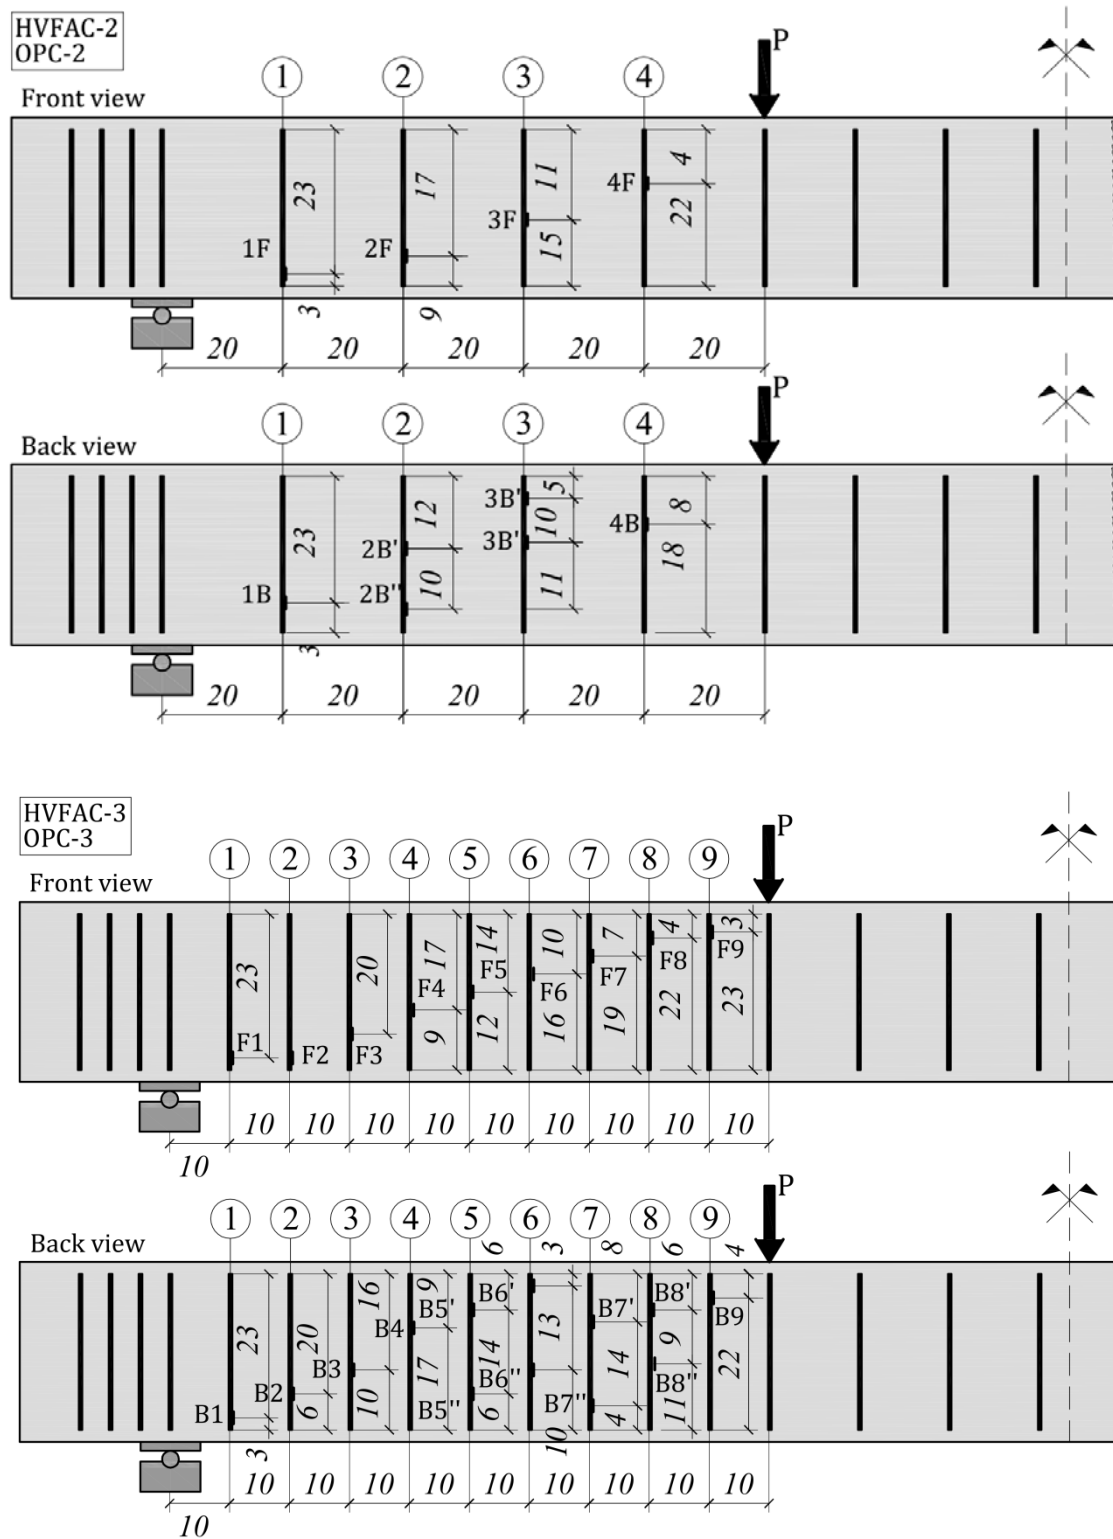 HVFAC-2
OPC-2
Front view
P
1 2 3 4
23 17 11 4
4F
22
3F
15
1F 2F
3 9
20 20 20 20 20
P
Back view
1 2 3 4
5
3B' 8
12 10 4B
23 3B'
2B' 18
10 11
1B 2B''
3
20 20 20 20 20
HVFAC-3
OPC-3
P
Front view
1 2 3 4 5 6 7 8 9
3
14 10 7 4
17 F9
23 20 F5 F8
F4 F6 F7
22 23
9 12 16 19
F1 F2 F3
10 10 10 10 10 10 10 10 10
10
P
Back view
1 2 3 4 5 6 7 8 9
6 3 8 6 4
16 9 B6' B8'
B5' B7' B9
23 20 B4 13 9
B3 17 14 14 22
B2 B6'' B8''
B1 6 10 B5'' 6 B7'' 4 11
3 10
10 10 10 10 10 10 10 10 10
10